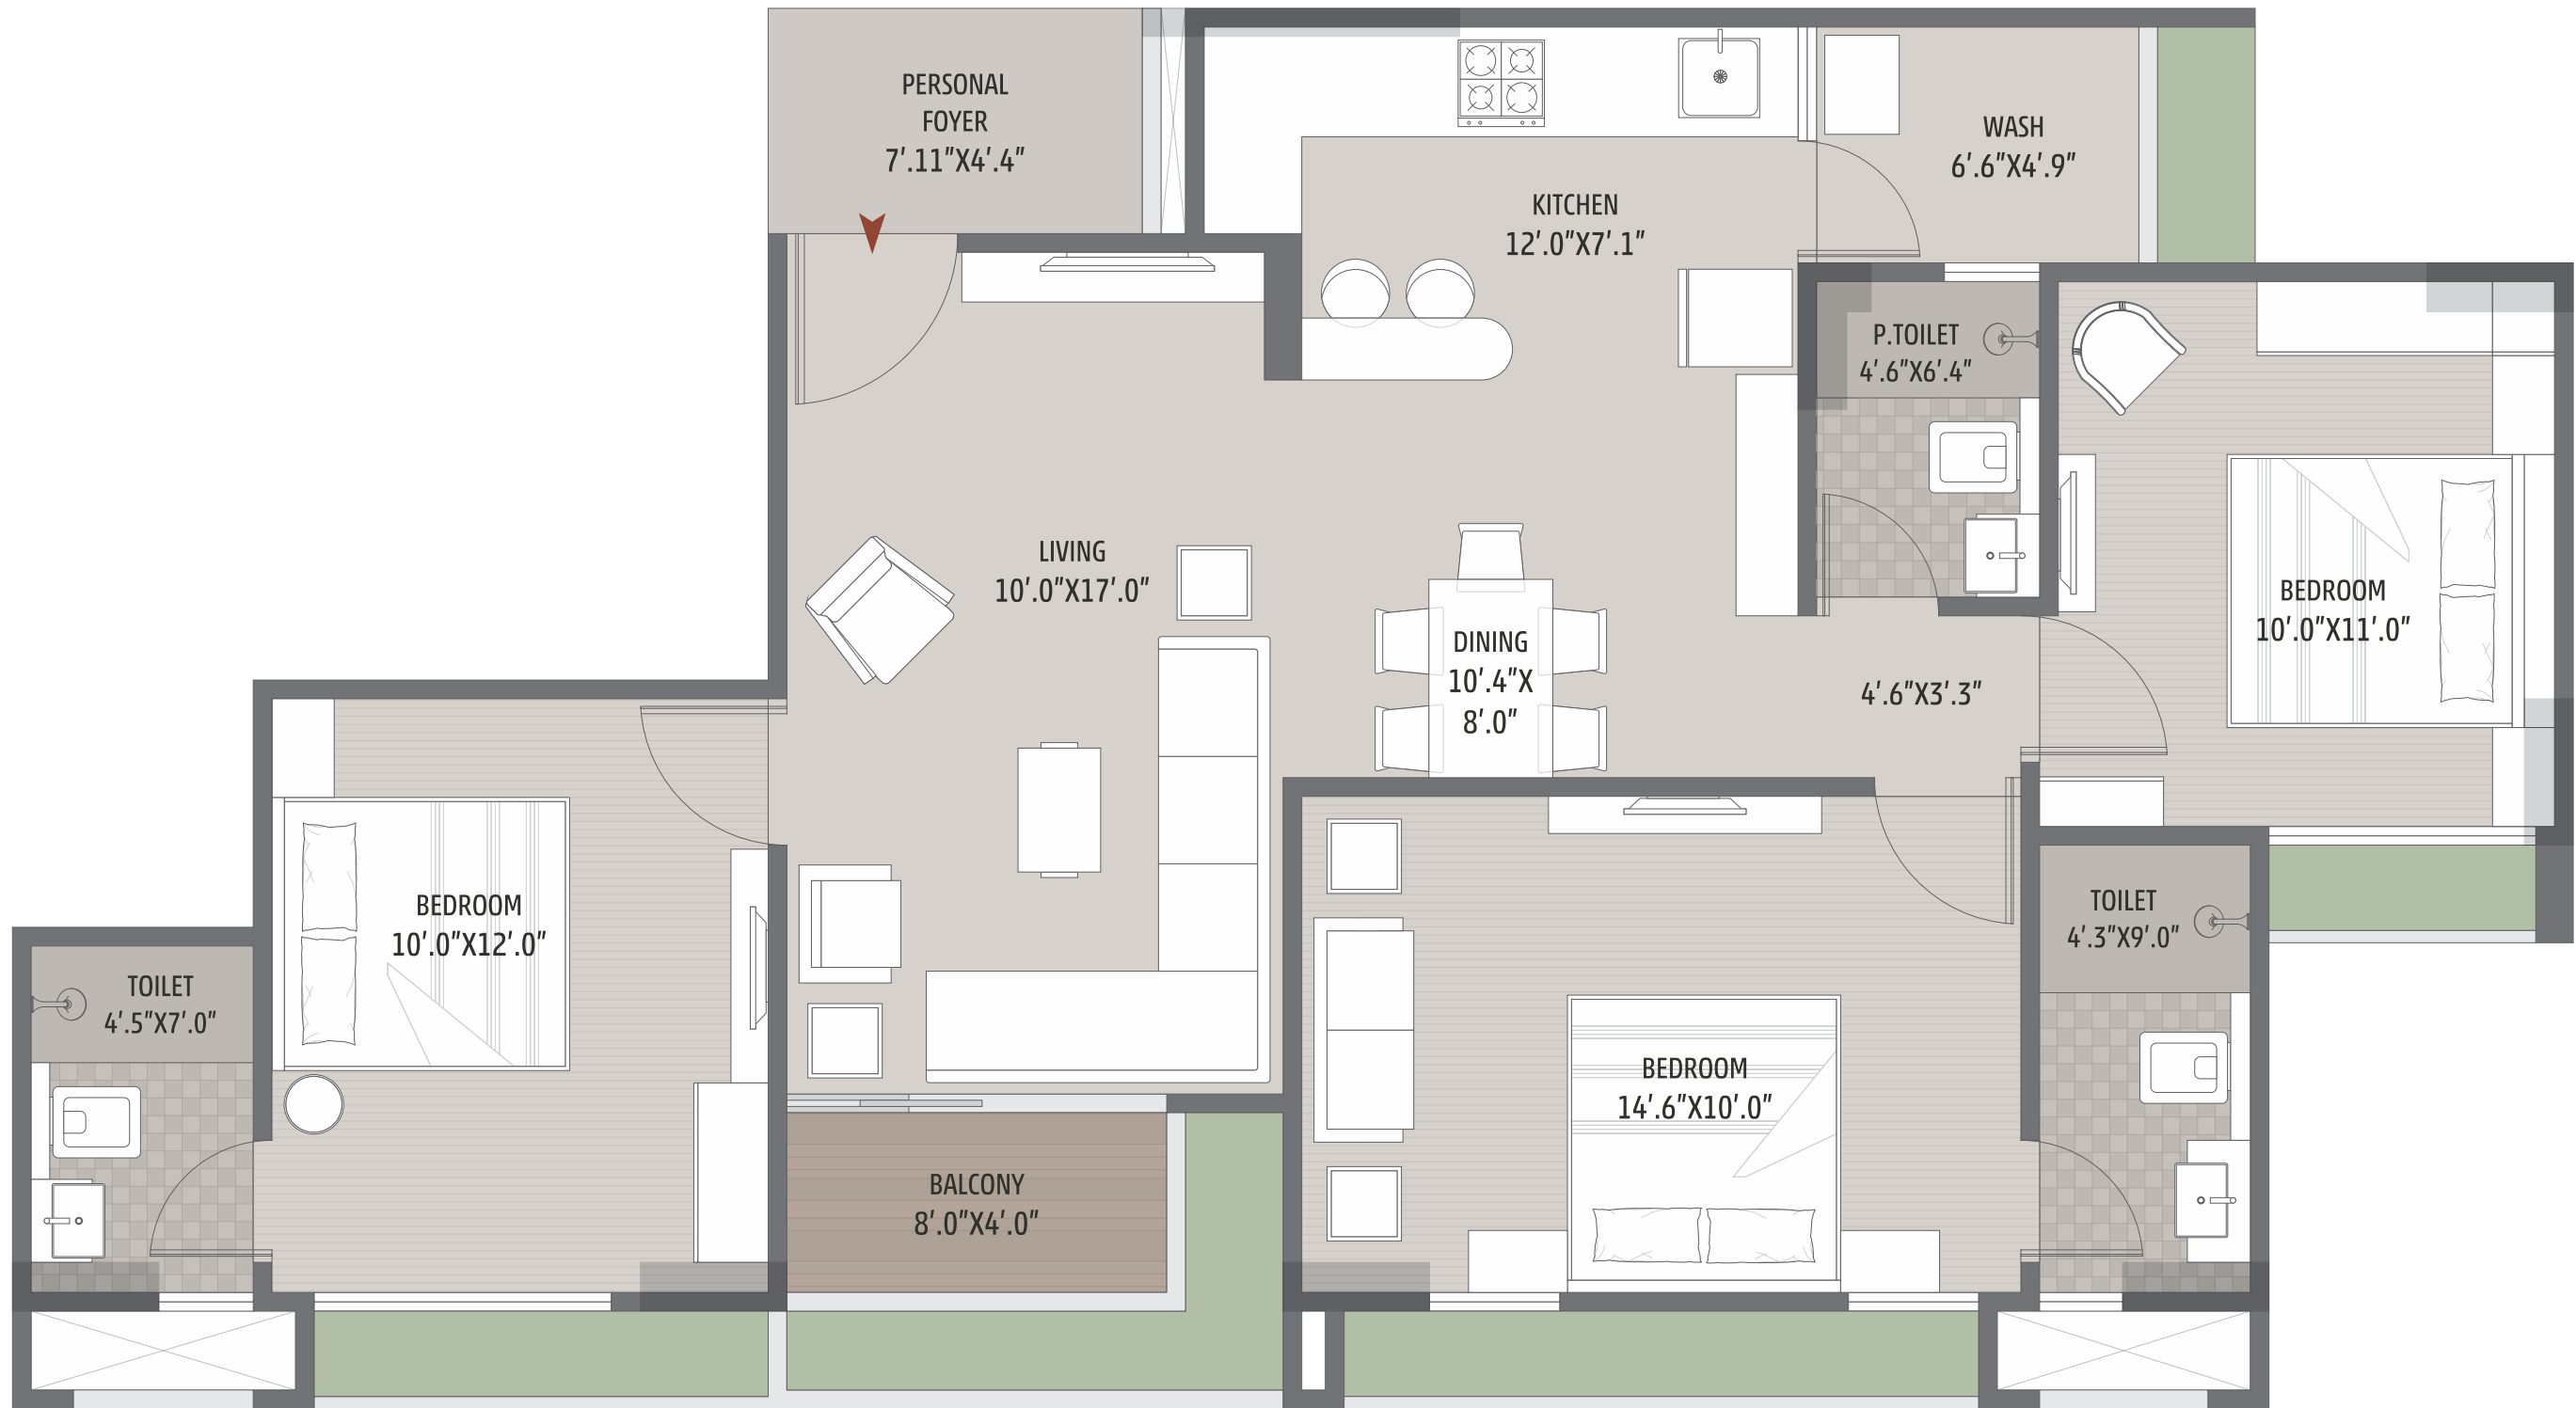 PERSONAL
FOYER
7'.11"X4'.4"
WASH
6'.6"X4'.9"
KITCHEN
12'.0"X7'.1"
P.TOILET
4'.6"X6'.4"
LIVING
10'.0"X17'.0"
BEDROOM
10'.0"X11'.0"
DINING
10'.4"X
8'.0"
4'.6"X3'.3"
BEDROOM
10'.0"X12'.0"
TOILET
4'.3"X9'.0"
TOILET
4'.5"X7'.0"
BEDROOM
14'.6"X10'.0"
BALCONY
8'.0"X4'.0"